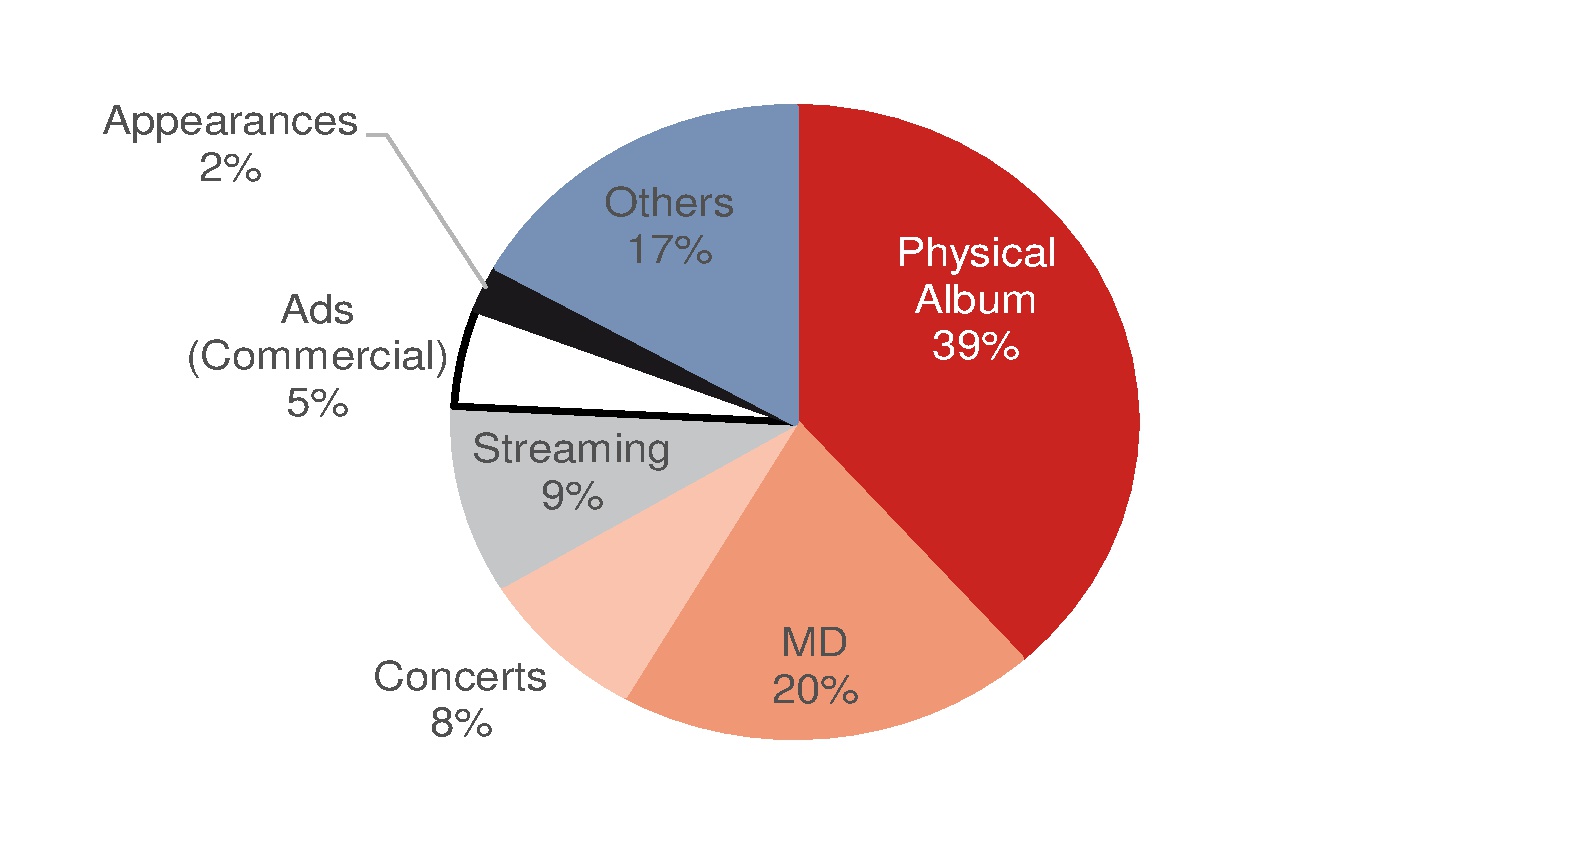 Appearances
2%
Others
17%
Physical
Album
39%
Ads
(Commercial)
5%
Streaming
9%
MD
20%
Concerts
8%